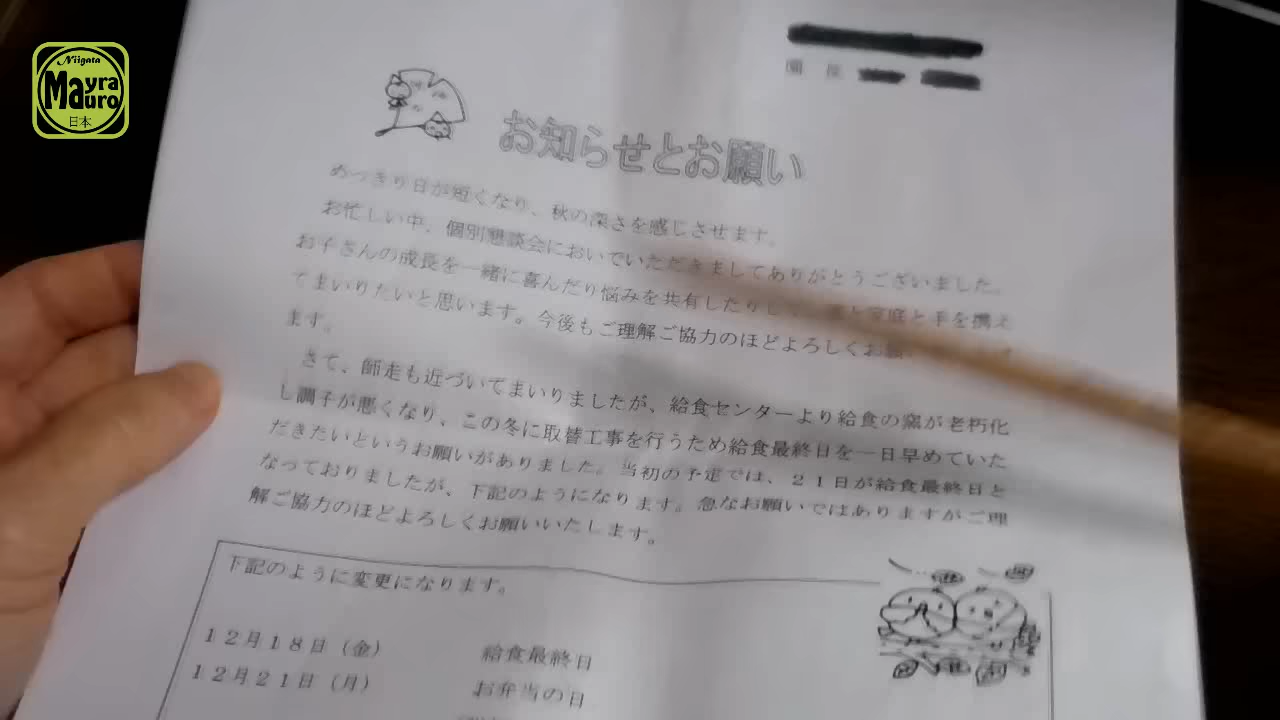 Niigata
Mayra
Mauro
日本
園 長
お知らせとお願い
めっきり日が短くなり、秋の深さを感じさせます。
お忙しい中、個別懇談会においでいただきましてありがとうございました。
お子さんの成長を一緒に喜んだり悩みを共有したりし 家庭と手を携え
てまいりたいと思います。今後もご理解ご協力のほどよろしくお願
ます。
さて、師走も近づいてまいりましたが、給食センターより給食の窯が老朽化
し調子が悪くなり、この冬に取替工事を行うため給食最終日を一日早めていた
だきたいというお願いがありました。当初の予定では、21日が給食最終日と
なっておりましたが、下記のようになります。急なお願いではありますがご理
解ご協力のほどよろしくお願いいたします。
下記のように変更になります。
12月18日（金） 給食最終日
12月21日（月） お弁当の日